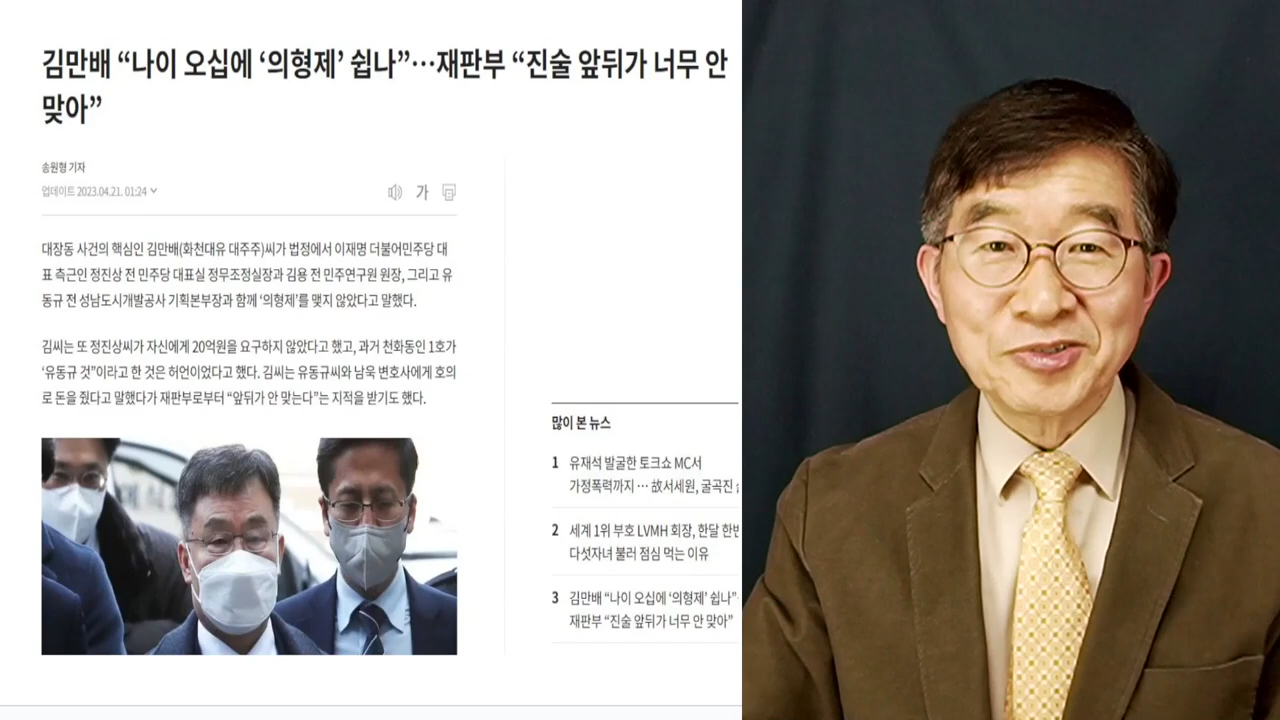 김만배 “나이 오십에 ‘의형제’ 쉽나”…재판부 “진술 앞뒤가 너무 안
맞아”
송원형 기자
업데이트 2023.04.21. 01:24
가
대장동 사건의 핵심인 김만배(화천대유 대주주)씨가 법정에서 이재명 더불어민주당 대
표 측근인 정진상 전 민주당 대표실 정무조정실장과 김용 전 민주연구원 원장, 그리고 유
동규 전 성남도시개발공사 기획본부장과 함께 ‘의형제’를 맺지 않았다고 말했다.
김씨는 또 정진상씨가 자신에게 20억원을 요구하지 않았다고 했고, 과거 천화동인 1호가
‘유동규 것”이라고 한 것은 허언이었다고 했다. 김씨는 유동규씨와 남욱 변호사에게 호의
로 돈을 줬다고 말했다가 재판부로부터 “앞뒤가 안 맞는다”는 지적을 받기도 했다.
많이 본 뉴스
1 유재석 발굴한 토크쇼 MC서
가정폭력까지… 故서세원, 굴곡진
2 세계 1위 부호 LVMH 회장, 한달 한번
다섯자녀 불러 점심 먹는 이유
3 김만배 “나이 오십에 ‘의형제’ 쉽나”
재판부 “진술 앞뒤가 너무 안 맞아”